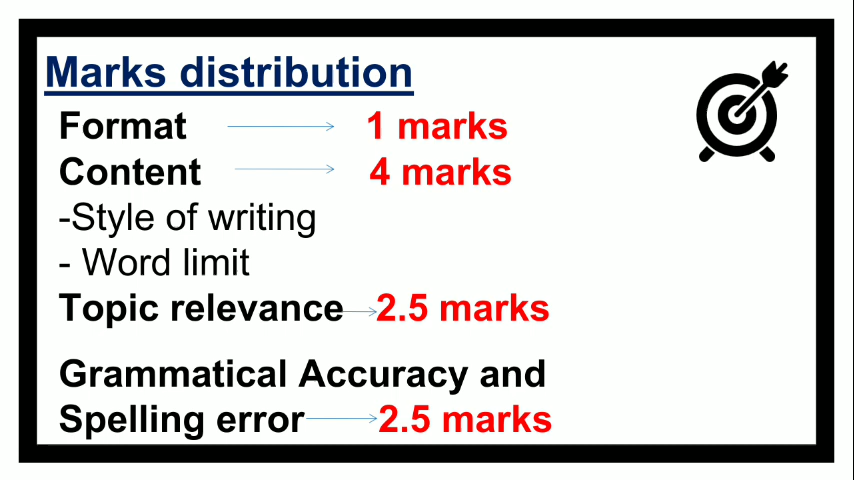 Marks distribution
Format 1 marks
Content 4 marks
-Style of writing
- Word limit
Topic relevance 2.5 marks
Grammatical Accuracy and
Spelling error 2.5 marks